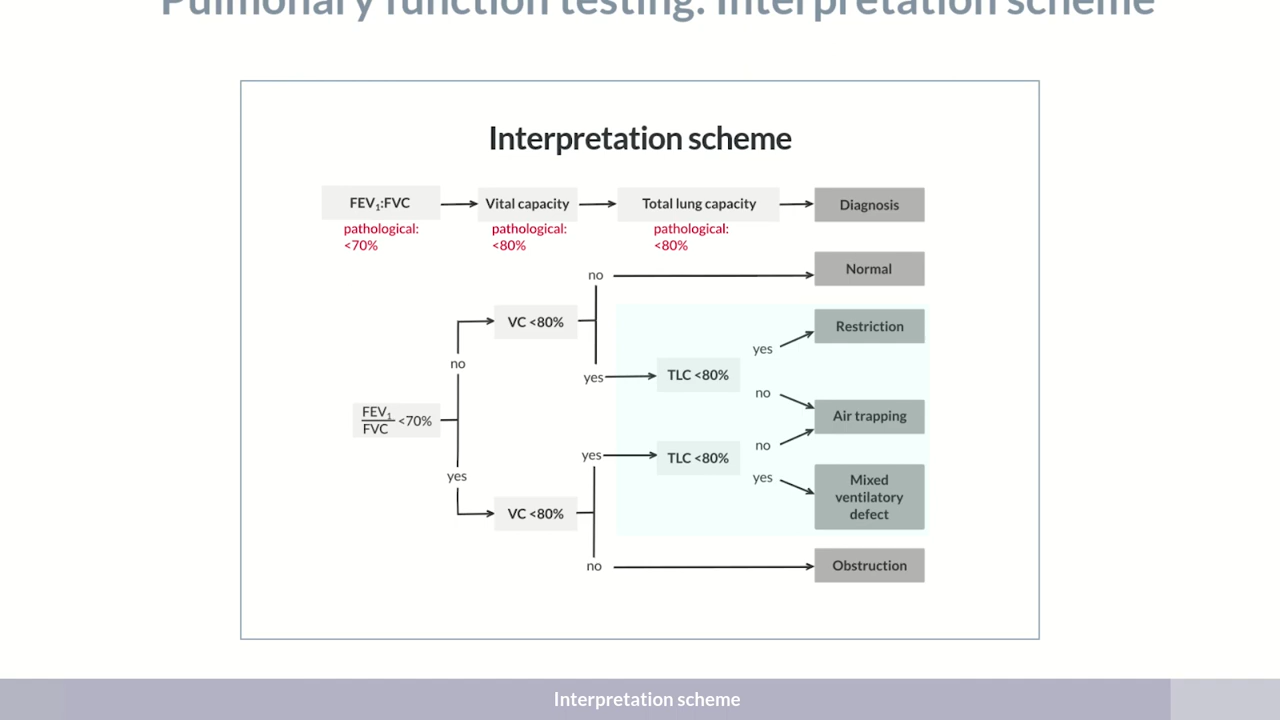 Pulmonary function testing: Interpretation scheme
Interpretation scheme
FEV₁:FVC
Vital capacity
Total lung capacity
Diagnosis
pathological:
<70%
pathological:
<80%
pathological:
<80%
no
Normal
VC <80%
Restriction
yes
no
yes
TLC <80%
no
FEV₁
FVC
<70%
Air trapping
no
yes
TLC <80%
yes
yes
Mixed
ventilatory
defect
VC <80%
no
Obstruction
Interpretation scheme